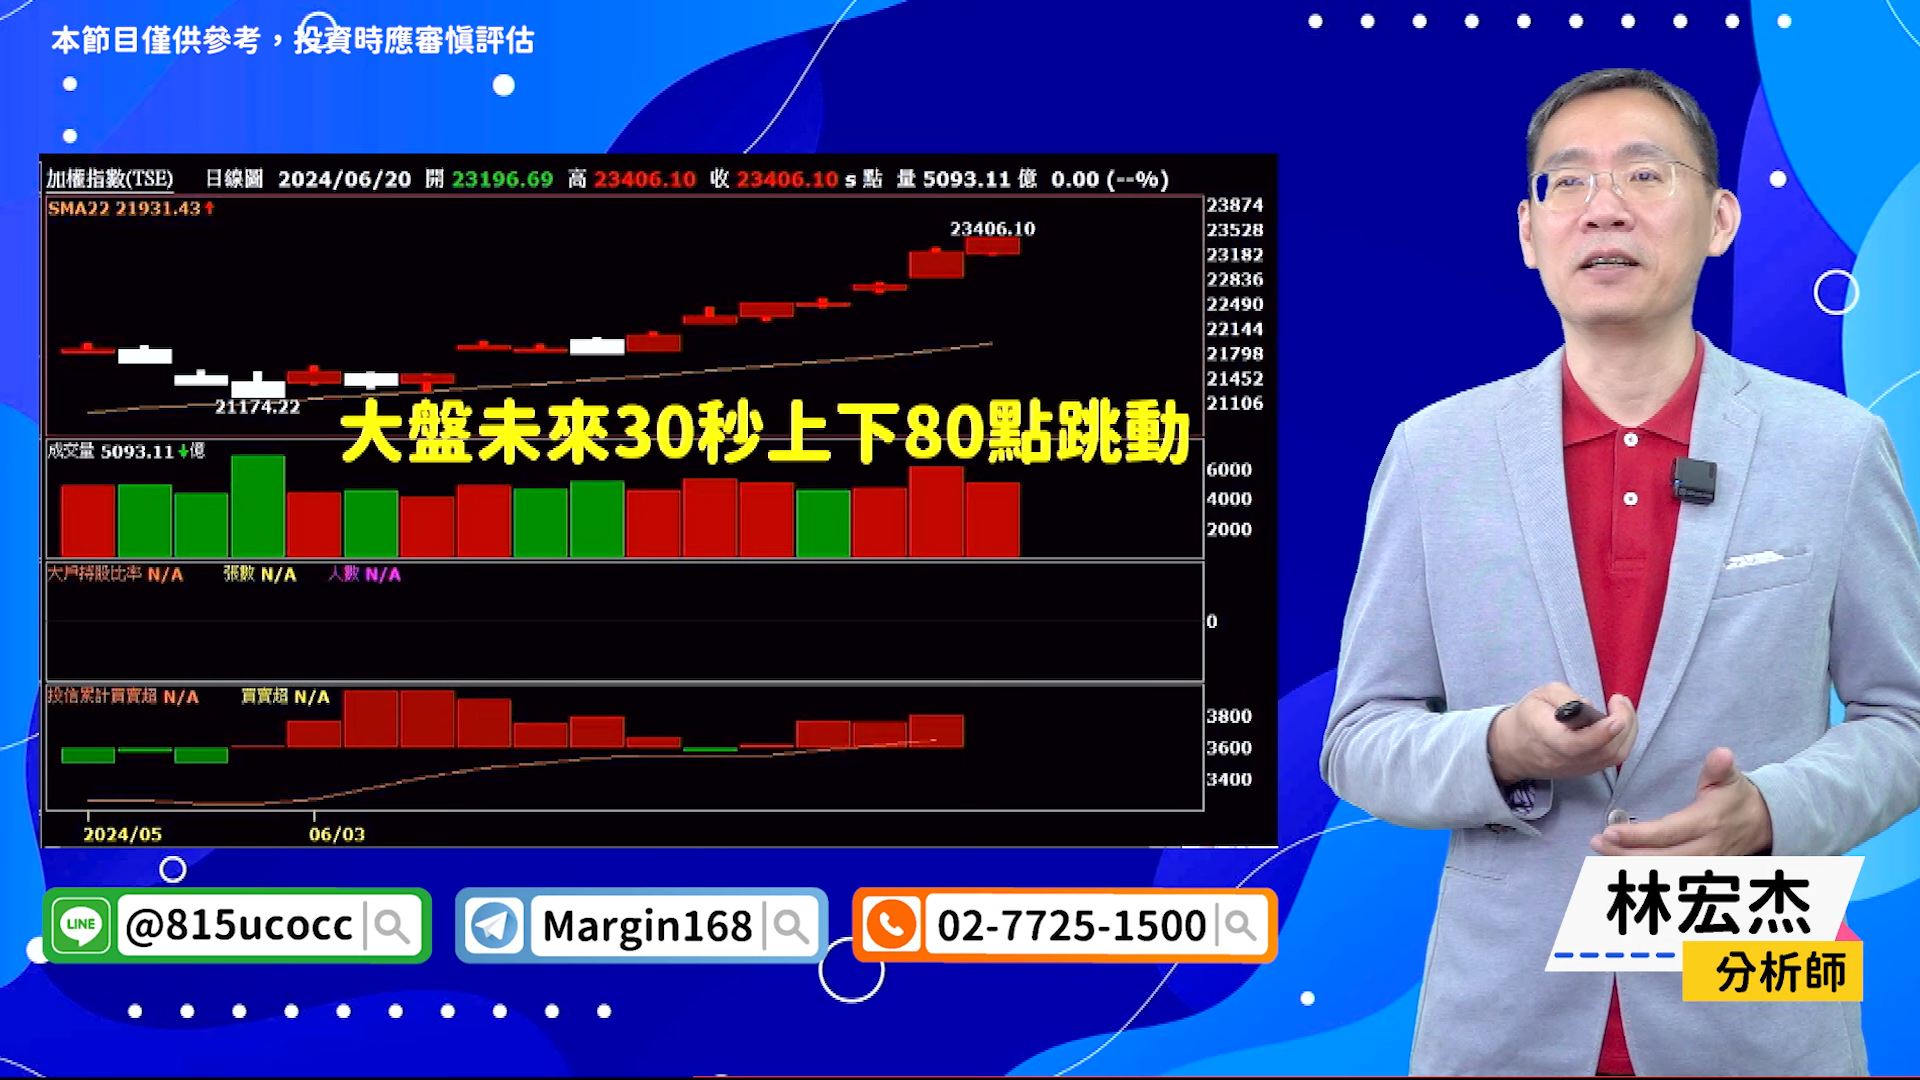 本節目僅供參考，投資時應審慎評估
加權指數(TSE) 日線圖 2024/06/20 開 23196.69 高 23406.10 收 23406.10 s 點 量 5093.11 億 0.00 (--%)
SMA22 21931.43↑
23874
23406.10
23528
23182
22836
22490
22144
21798
21452
21174.22
21106
大盤未來30秒上下80點跳動
成交量 5093.11↓億
6000
4000
2000
大戶持股比率 N/A 張數 N/A 人數 N/A
0
投信累計買賣超 N/A 買賣超 N/A
3800
3600
3400
2024/05 06/03
LINE @815ucocc
Margin168
02-7725-1500
林宏杰
分析師